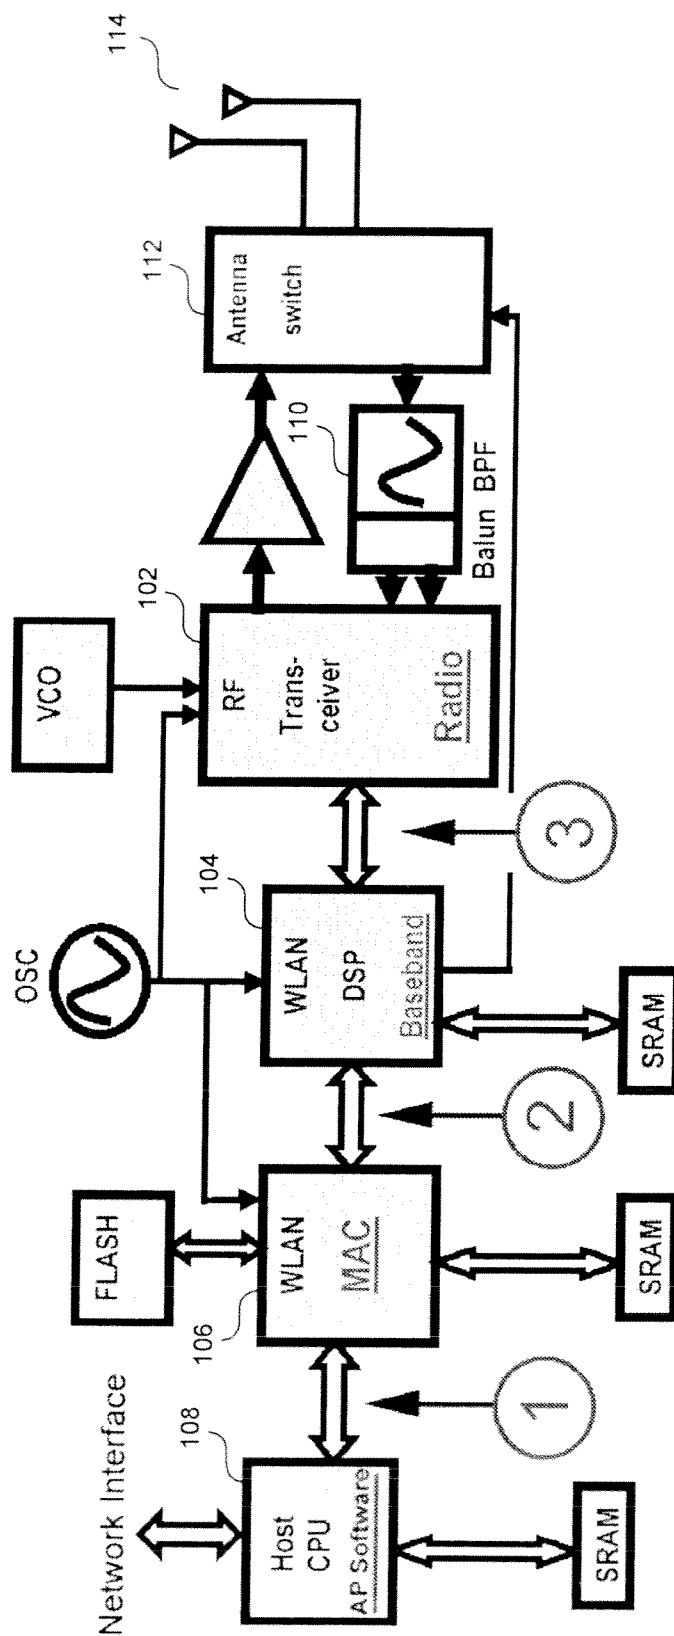 114
112
Antenna
switch
110
Balun BPF
102
VCO
RF
Trans-
ceiver
Radio
3
OSC
104
WLAN
DSP
Baseband
SRAM
2
FLASH
106
WLAN
MAC
SRAM
1
Network Interface
108
Host
CPU
AP Software
SRAM